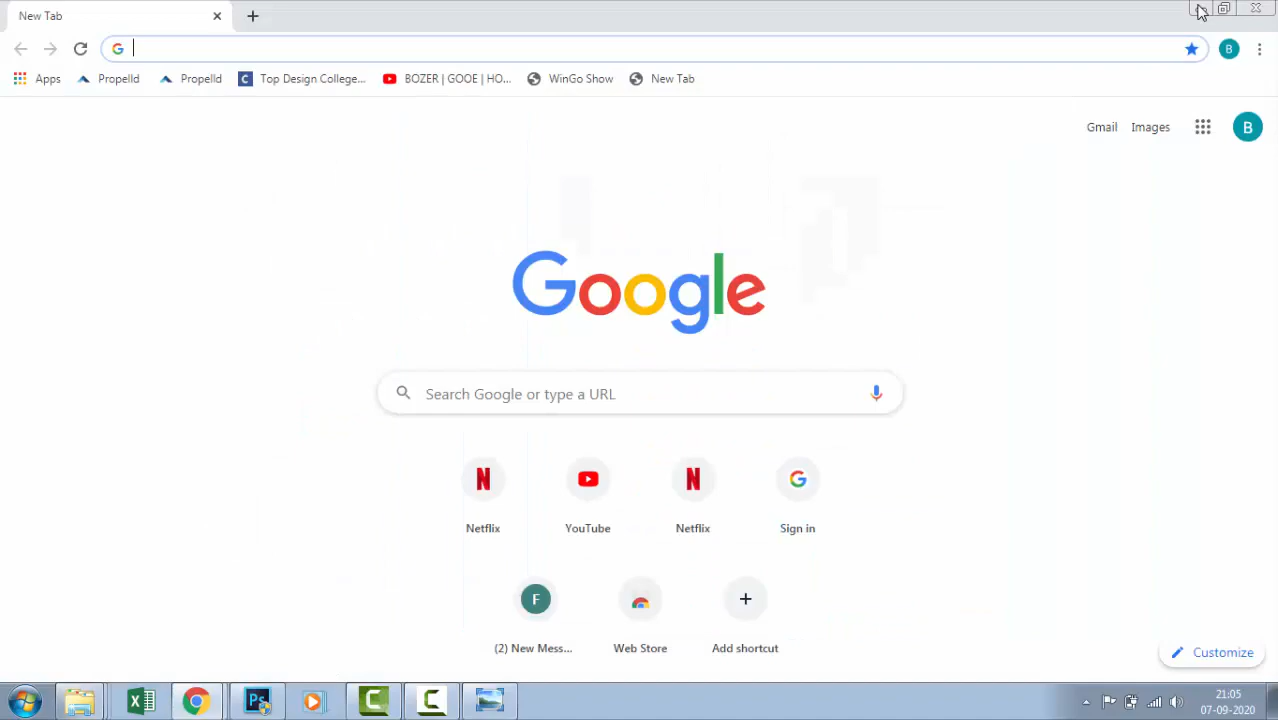 New Tab
Apps Propelld Propelld Top Design College... BOZER | GOOE | HO... WinGo Show New Tab
Gmail Images B
Google
Search Google or type a URL
Netflix YouTube Netflix Sign in
F
(2) New Mess... Web Store Add shortcut
Customize
21:05
07-09-2020